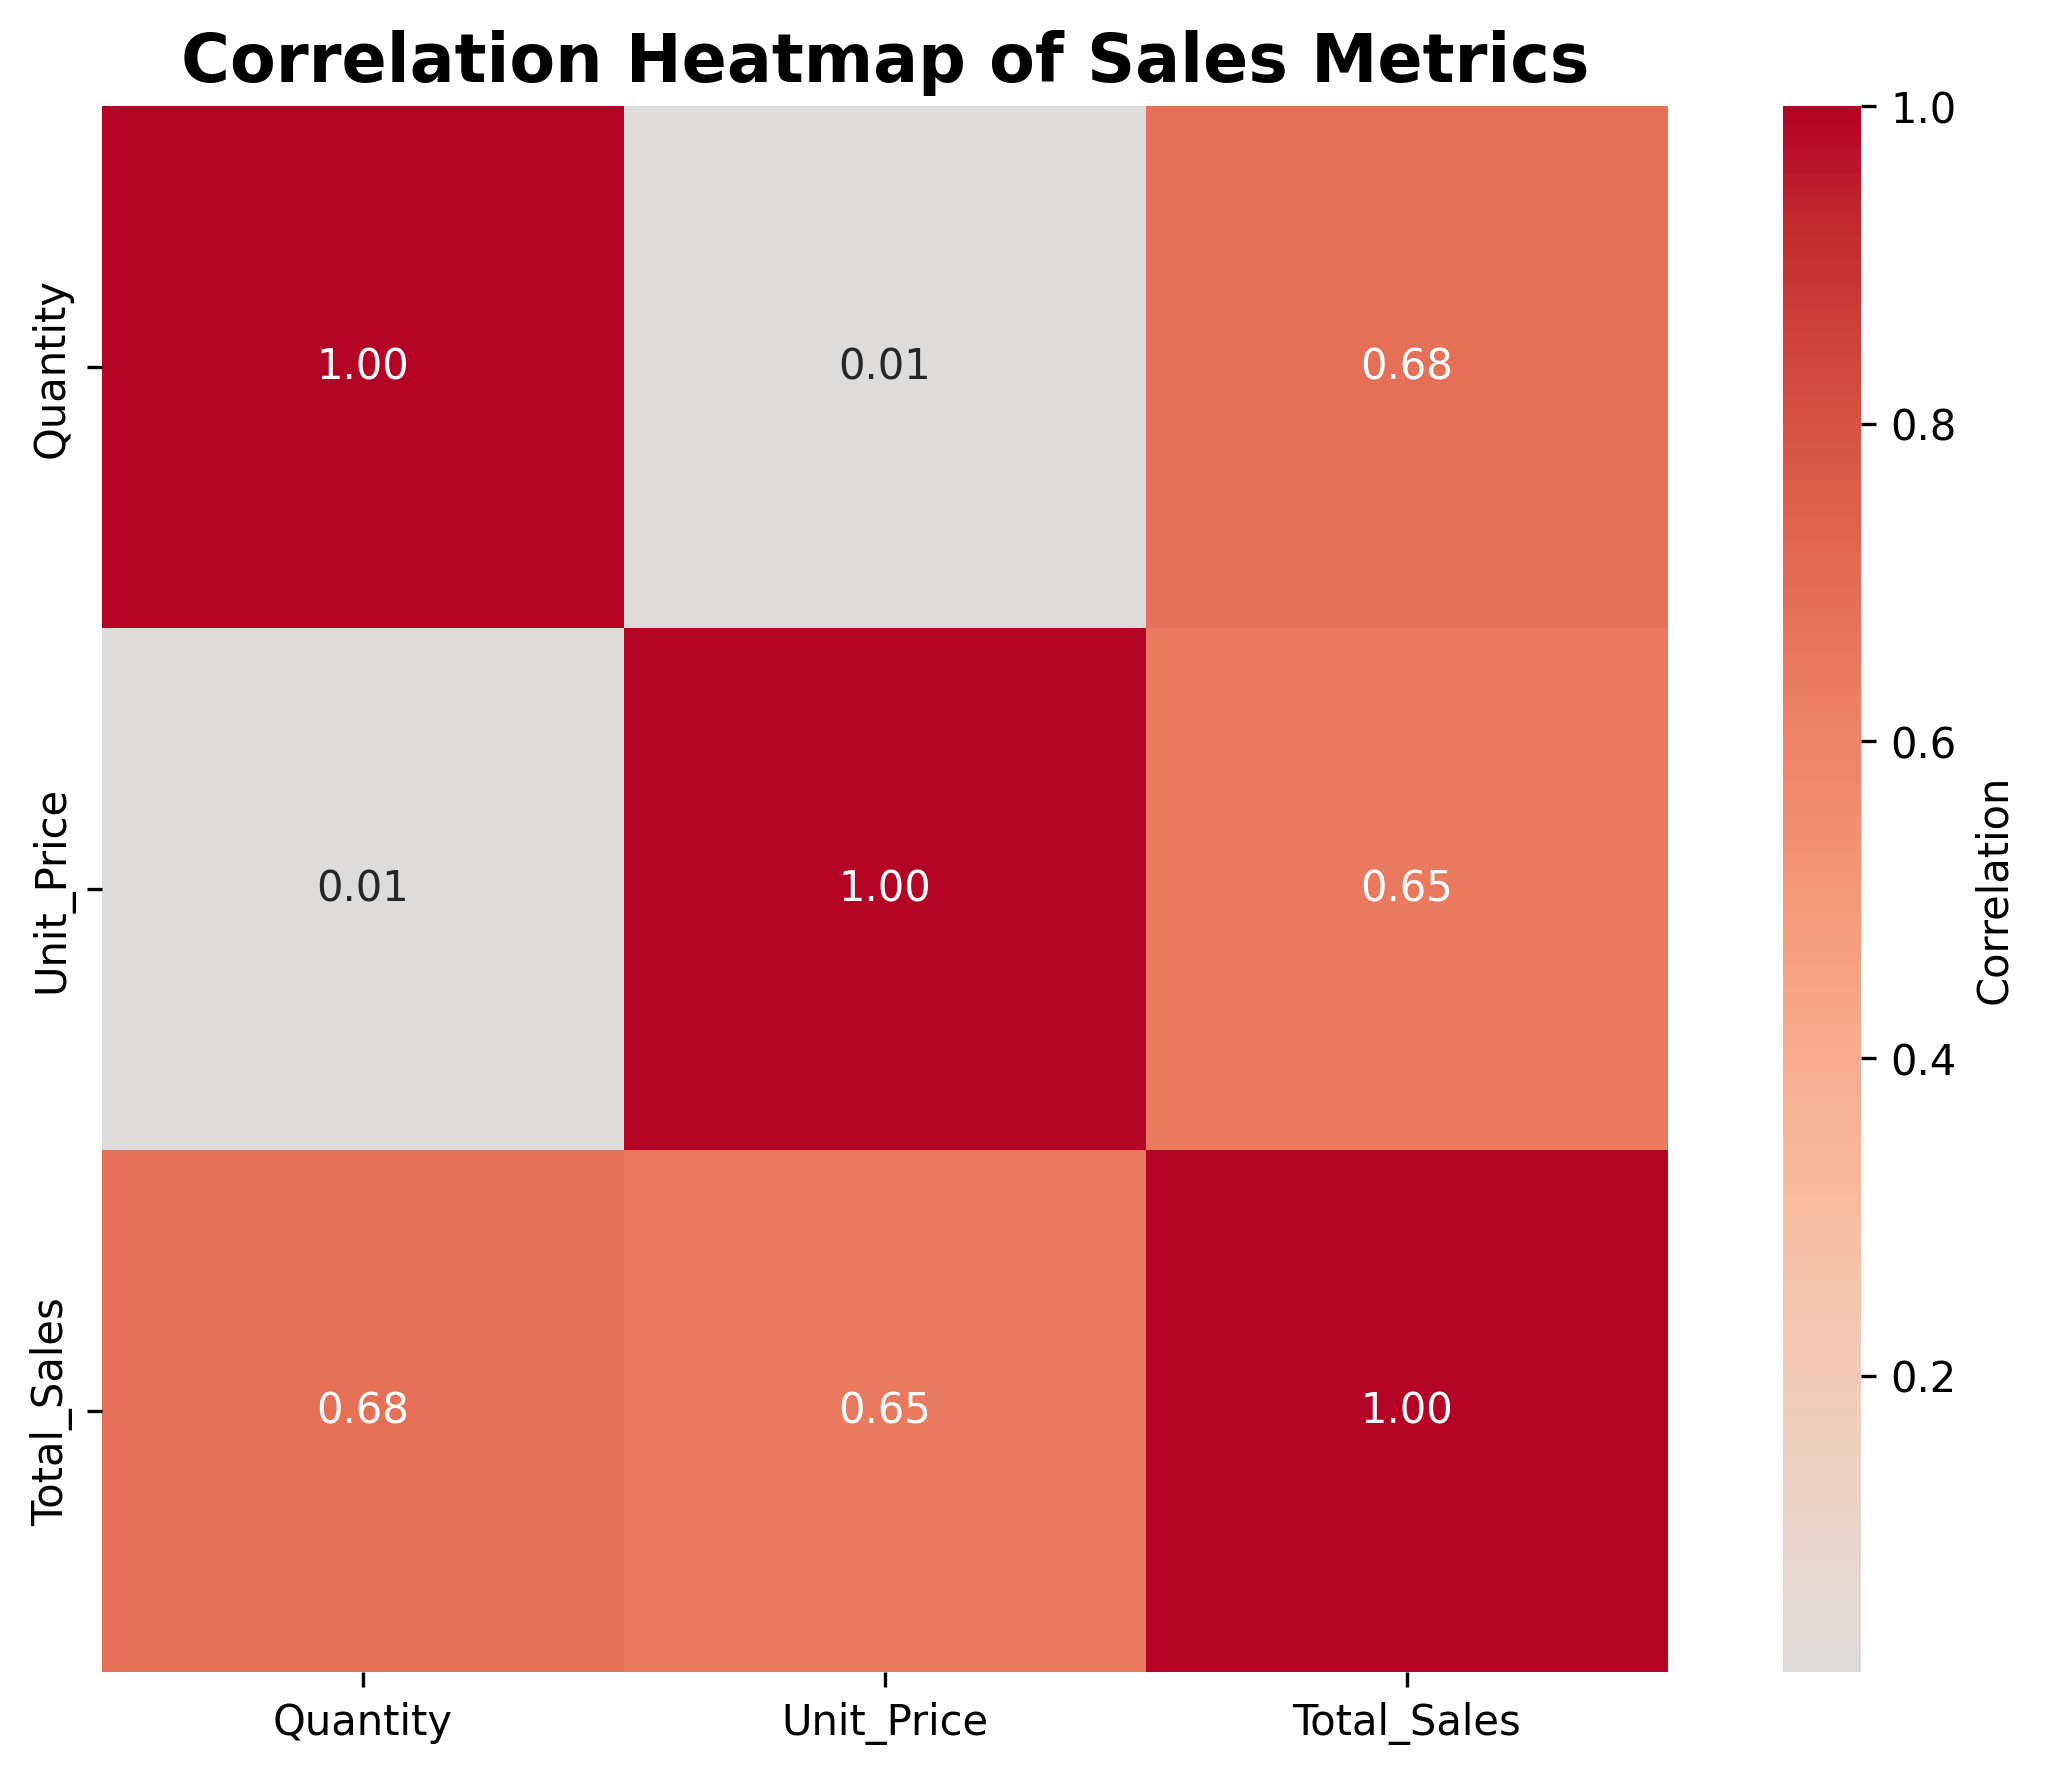 Correlation Heatmap of Sales Metrics
Quantity
1.00
0.01
0.68
Unit_Price
0.01
1.00
0.65
Total_Sales
0.68
0.65
1.00
Quantity
Unit_Price
Total_Sales
1.0
0.8
0.6
0.4
0.2
Correlation